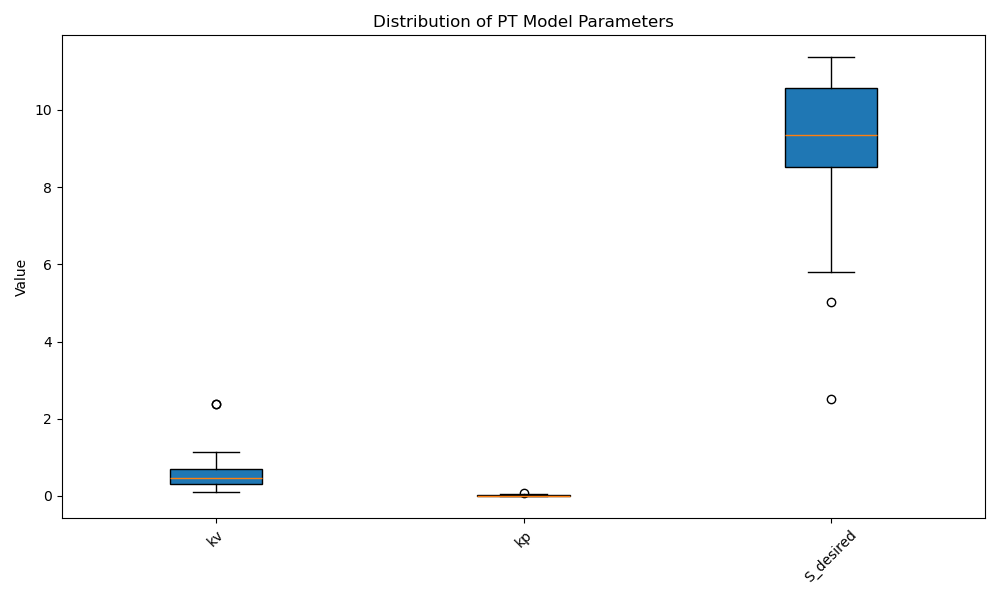 Distribution of PT Model Parameters
Value
10
8
6
4
2
0
kv
kp
S_desired